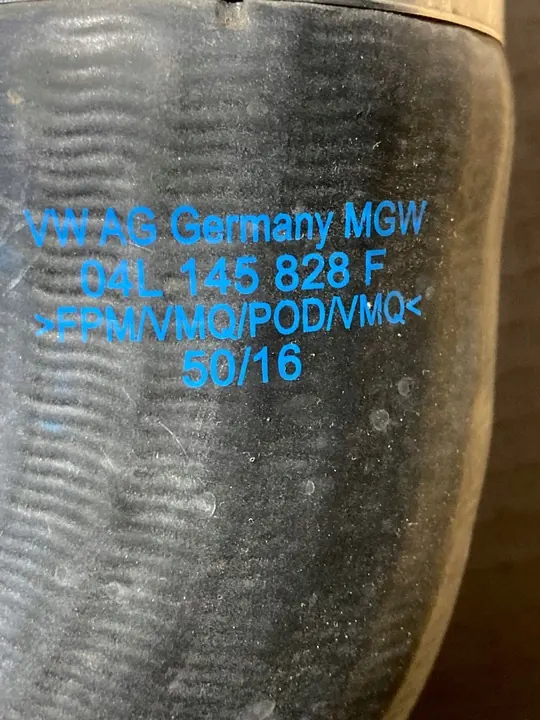 VW AG Germany MGW
04L 145 828 F
>FPM/VMQ/POD/VMQ<
50/16